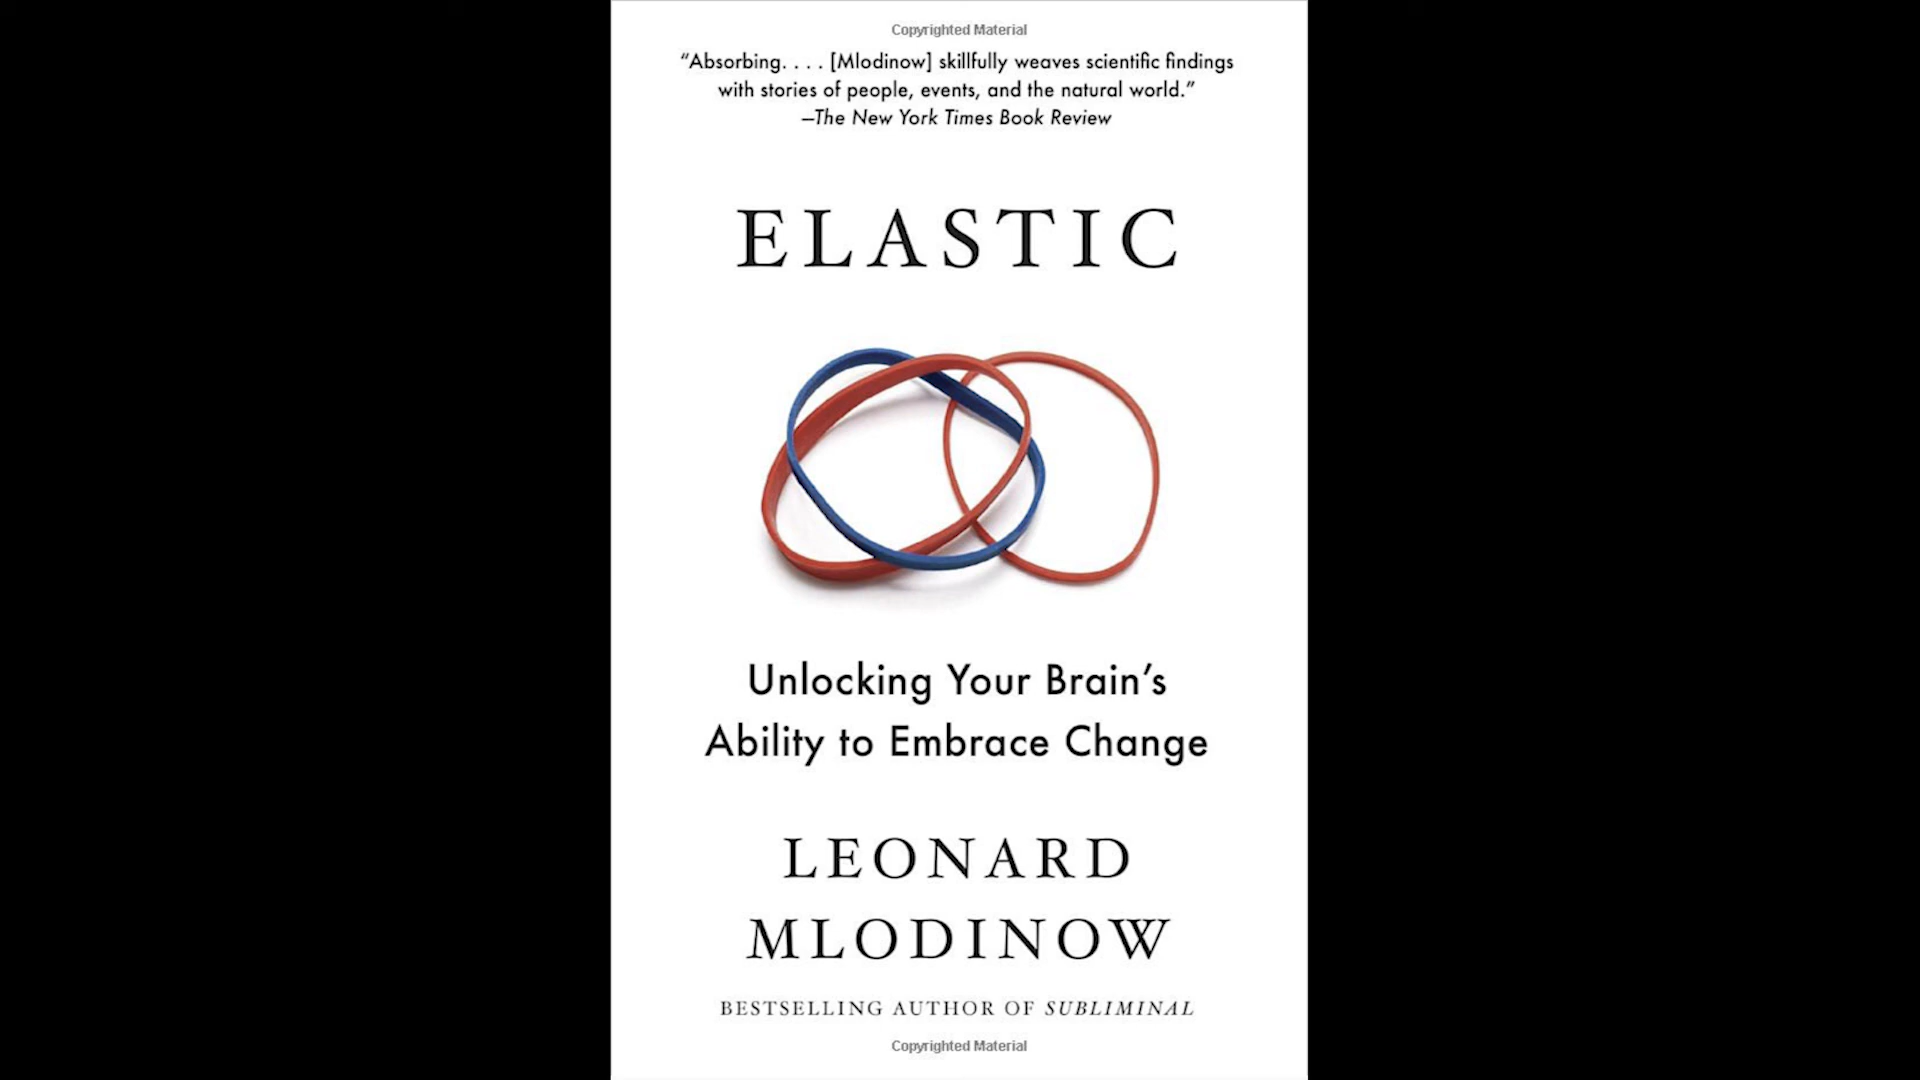 Copyrighted Material
“Absorbing. . . . [Mlodinow] skillfully weaves scientific findings
with stories of people, events, and the natural world.”
—The New York Times Book Review
ELASTIC
Unlocking Your Brain’s
Ability to Embrace Change
LEONARD
MLODINOW
BESTSELLING AUTHOR OF SUBLIMINAL
Copyrighted Material